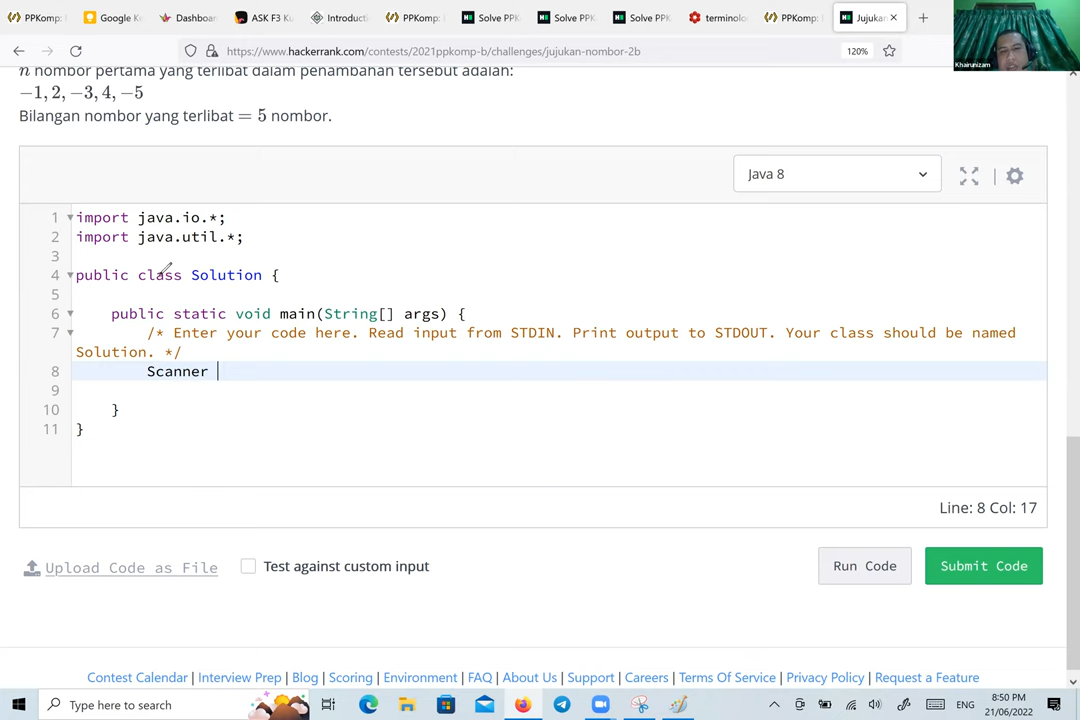 PPKomp:
Google K
Dashboar
ASK F3 Ku
Introducti
PPKomp:
Solve PPK
Solve PPK
Solve PPK
terminolo
PPKomp:
Jujukan
https://www.hackerrank.com/contests/2021ppkomp-b/challenges/jujukan-nombor-2b
120%
Khairunizam
n nombor pertama yang terlibat dalam penambahan tersebut adalah:
−1, 2, −3, 4, −5
Bilangan nombor yang terlibat = 5 nombor.
Java 8
1 import java.io.*;
2 import java.util.*;
3
4 public class Solution {
5
6 public static void main(String[] args) {
7 /* Enter your code here. Read input from STDIN. Print output to STDOUT. Your class should be named
Solution. */
8 Scanner
9
10 }
11 }
Line: 8 Col: 17
Upload Code as File
Test against custom input
Run Code
Submit Code
Contest Calendar | Interview Prep | Blog | Scoring | Environment | FAQ | About Us | Support | Careers | Terms Of Service | Privacy Policy | Request a Feature
Type here to search
ENG
8:50 PM
21/06/2022